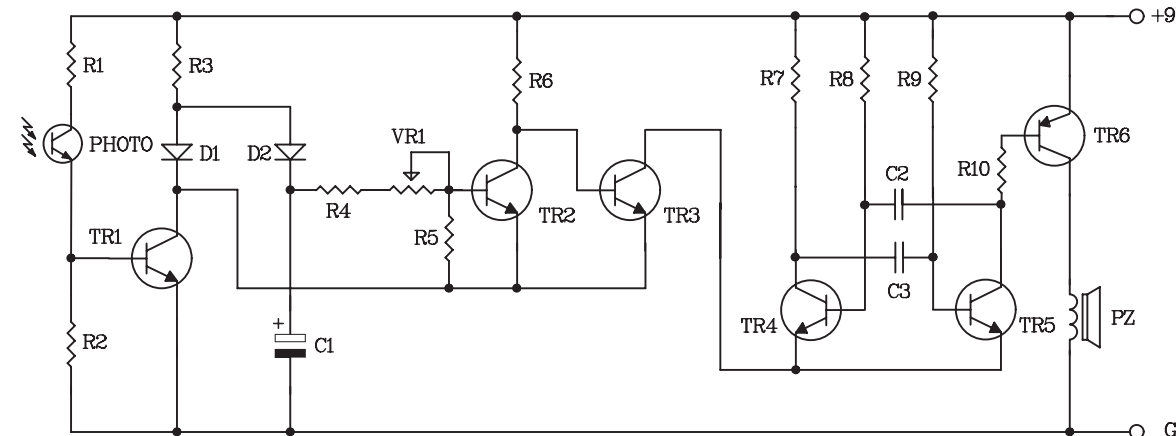 +9
R1
R3
R6
R7
R8
R9
PHOTO
D1
D2
VR1
TR6
R10
C2
R4
TR2
TR3
TR1
R5
C3
TR4
TR5
PZ
R2
+
C1
G